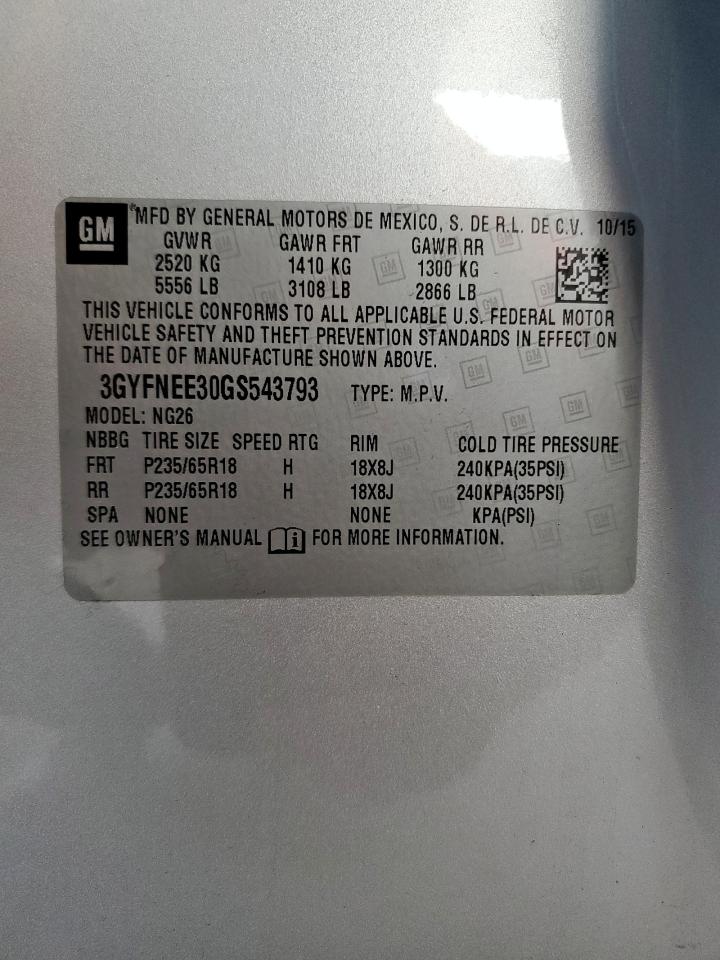 GM ® MFD BY GENERAL MOTORS DE MEXICO, S. DE R.L. DE C.V. 10/15
GVWR GAWR FRT GAWR RR
2520 KG 1410 KG 1300 KG
5556 LB 3108 LB 2866 LB
THIS VEHICLE CONFORMS TO ALL APPLICABLE U.S. FEDERAL MOTOR
VEHICLE SAFETY AND THEFT PREVENTION STANDARDS IN EFFECT ON
THE DATE OF MANUFACTURE SHOWN ABOVE.
3GYFNEE30GS543793 TYPE: M.P.V.
MODEL: NG26
NBBG TIRE SIZE SPEED RTG RIM COLD TIRE PRESSURE
FRT P235/65R18 H 18X8J 240KPA(35PSI)
RR P235/65R18 H 18X8J 240KPA(35PSI)
SPA NONE NONE KPA(PSI)
SEE OWNER'S MANUAL i FOR MORE INFORMATION.